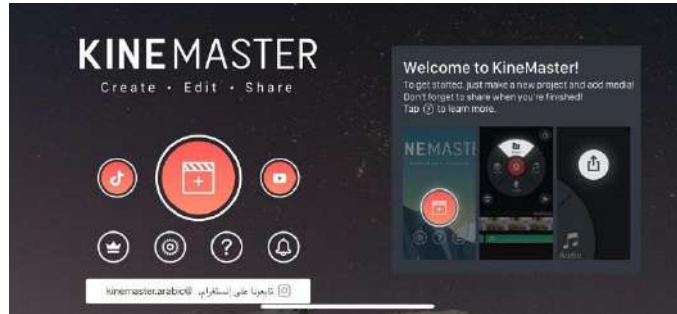 KINEMASTER
Create • Edit • Share
تابعونا على إنستغرام، @kinemaster.arabic
Welcome to KineMaster!
To get started, just make a new project and add media!
Don't forget to share when you're finished!
Tap ? to learn more.
NEMAST
Audio